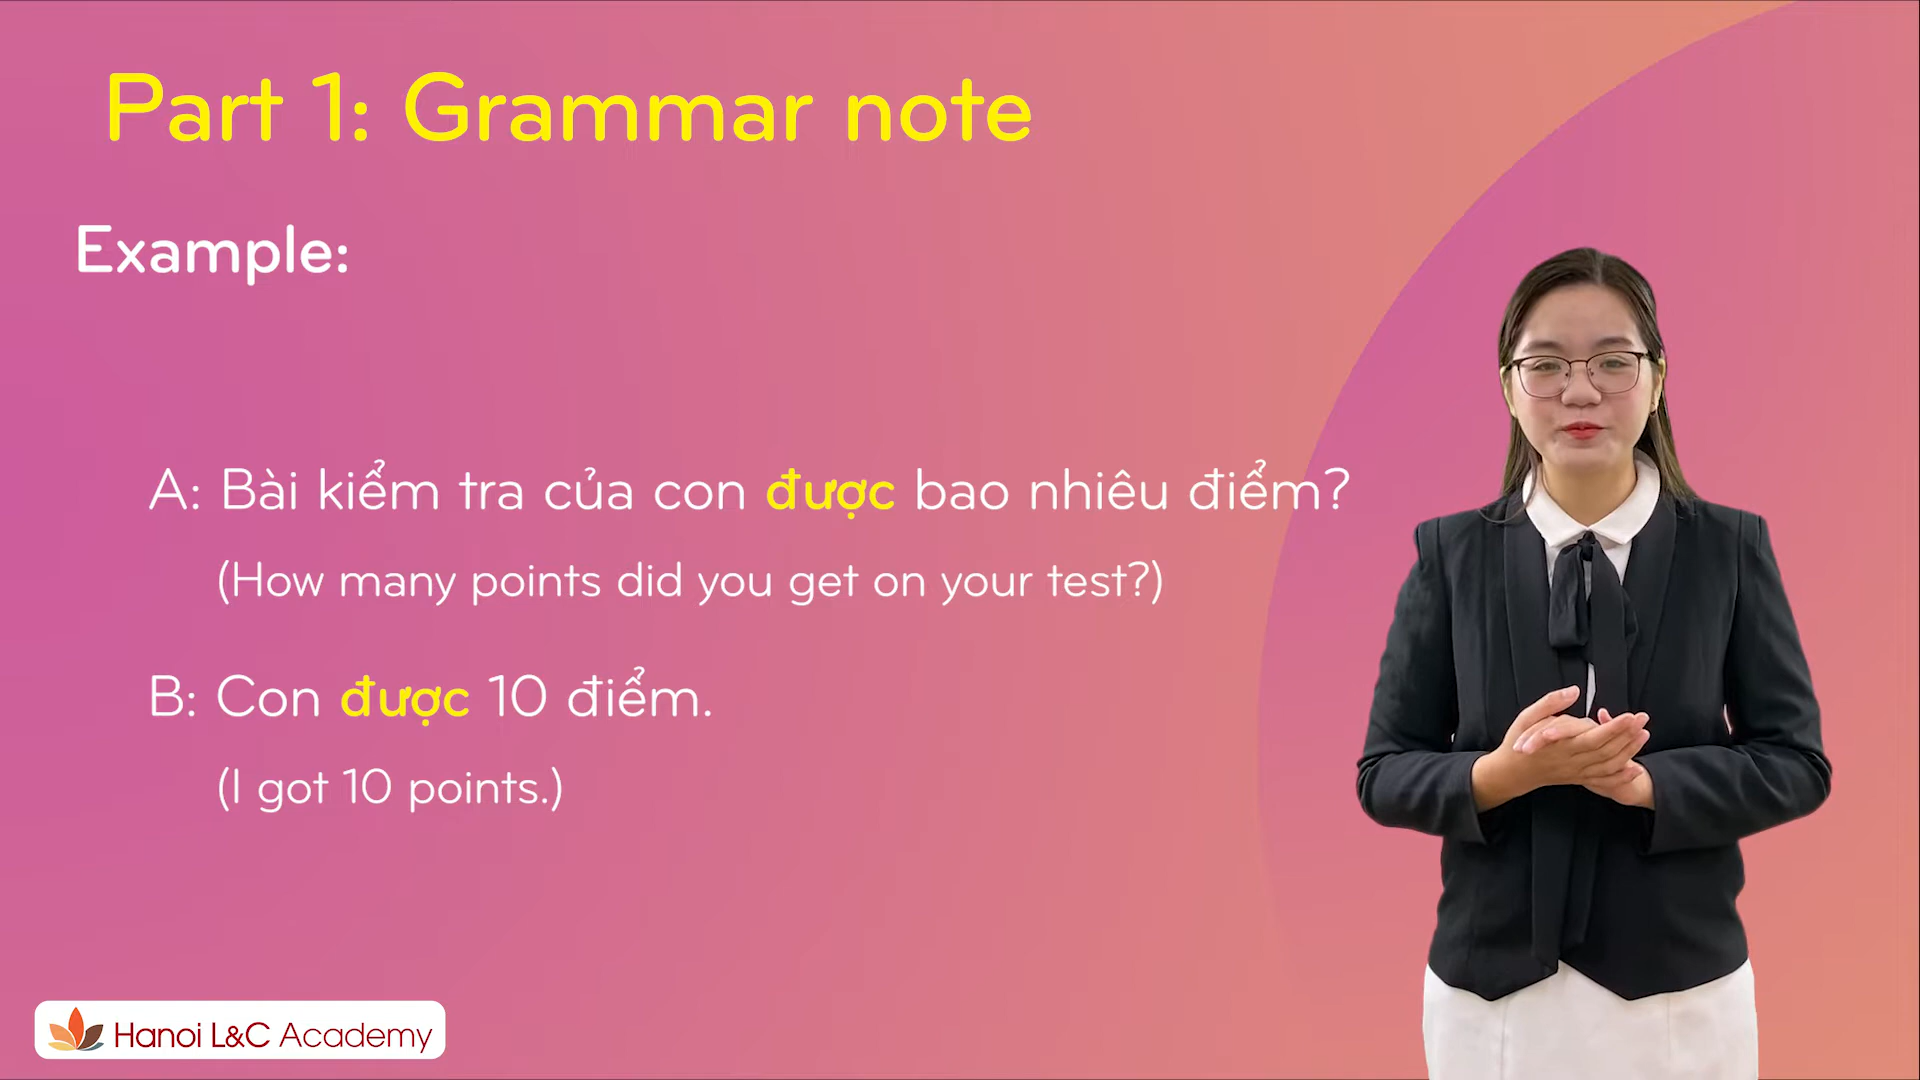 Part 1: Grammar note
Example:
A: Bài kiểm tra của con được bao nhiêu điểm?
(How many points did you get on your test?)
B: Con được 10 điểm.
(I got 10 points.)
Hanoi L&C Academy